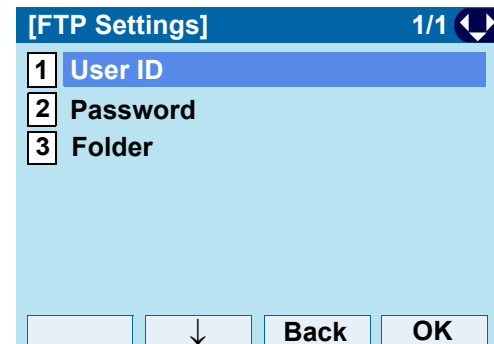 [FTP Settings] 1/1
1 User ID
2 Password
3 Folder
↓ Back OK